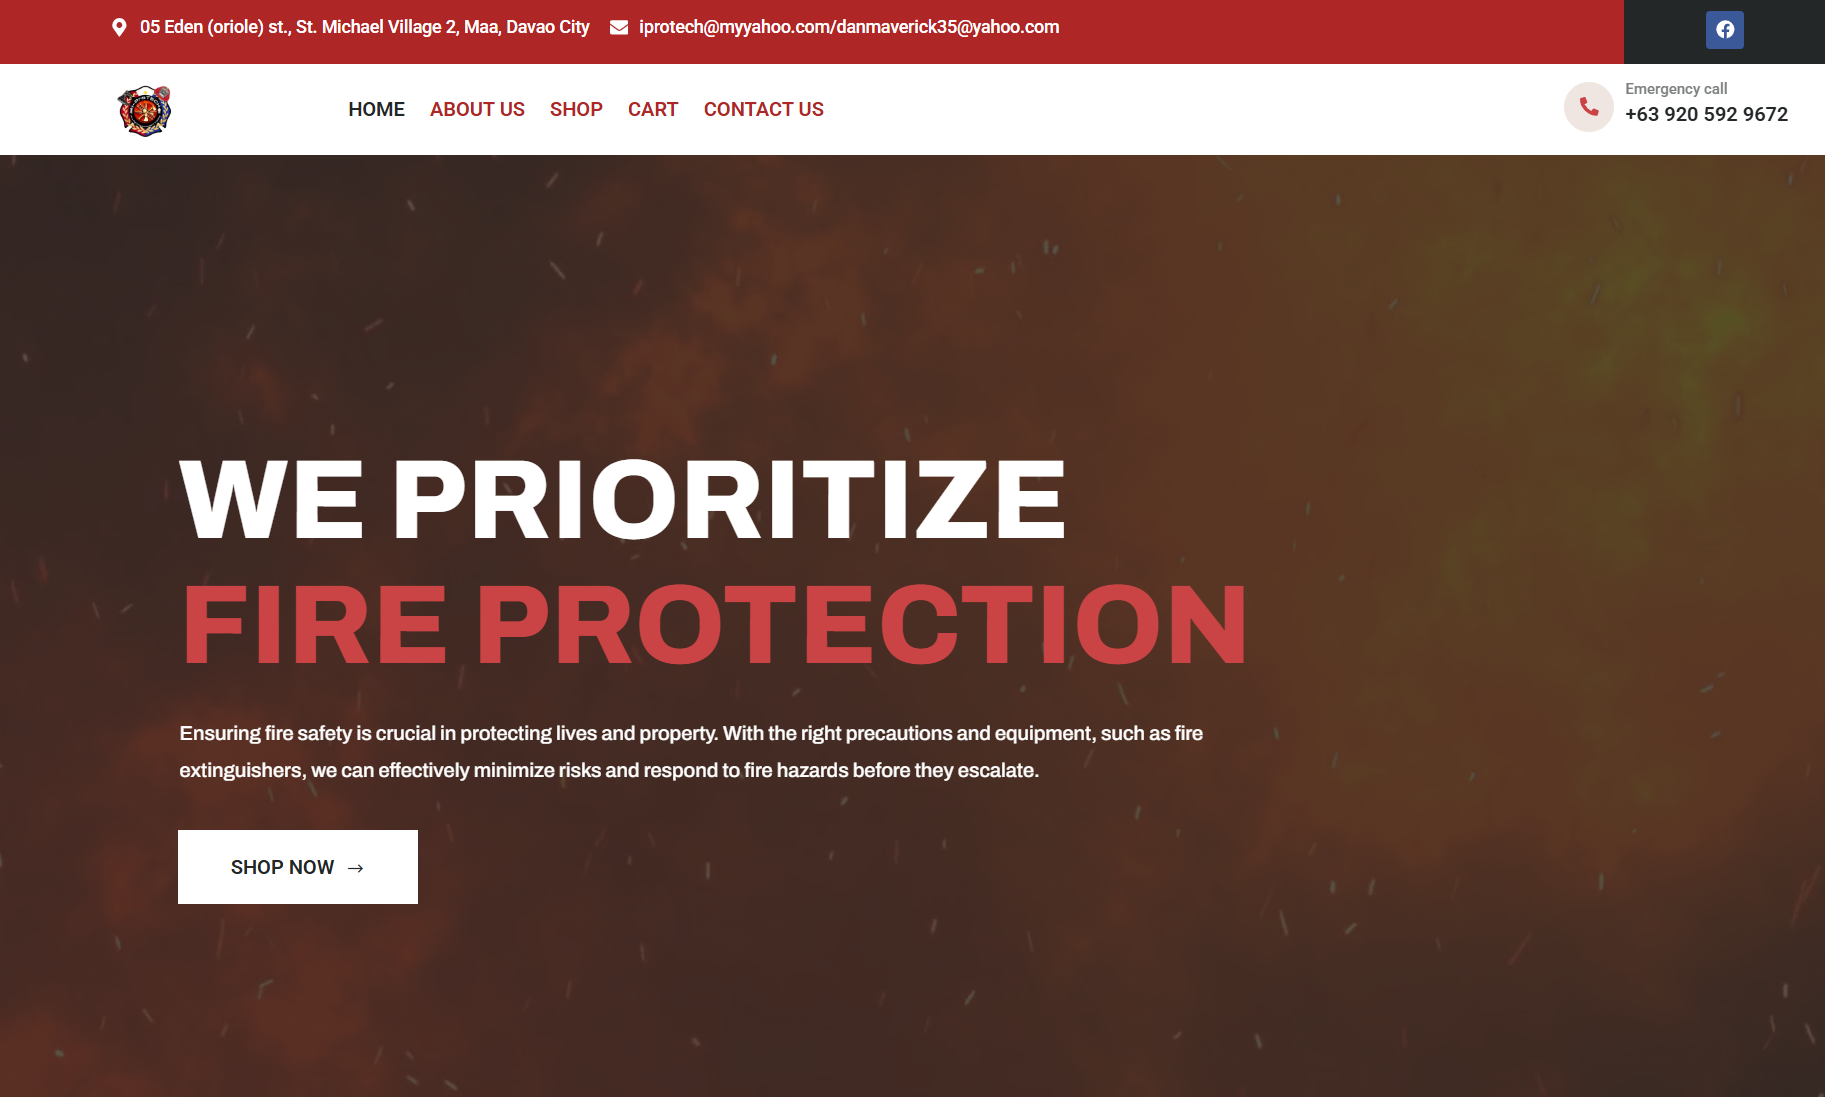 05 Eden (oriole) st., St. Michael Village 2, Maa, Davao City
iprotech@myyahoo.com/danmaverick35@yahoo.com
HOME ABOUT US SHOP CART CONTACT US
Emergency call
+63 920 592 9672
WE PRIORITIZE
FIRE PROTECTION
Ensuring fire safety is crucial in protecting lives and property. With the right precautions and equipment, such as fire
extinguishers, we can effectively minimize risks and respond to fire hazards before they escalate.
SHOP NOW →